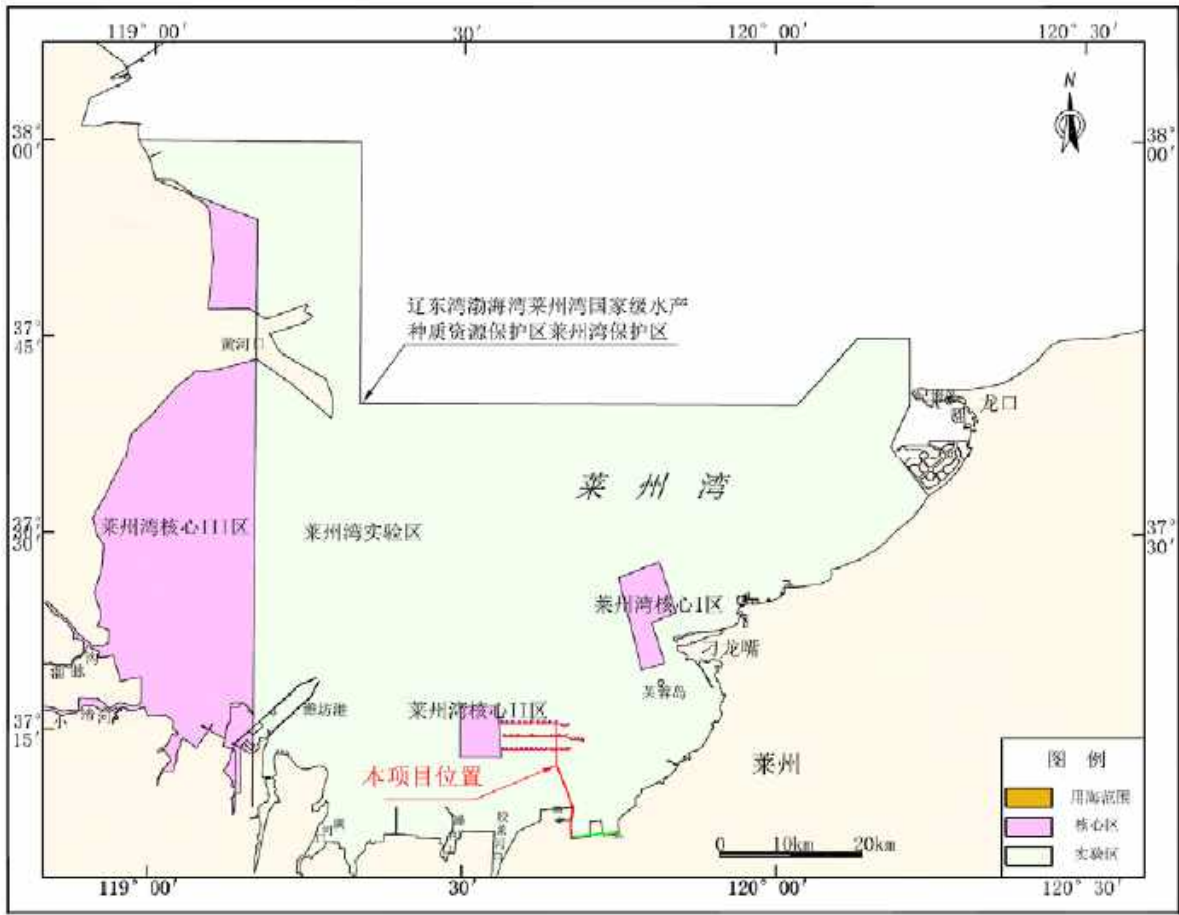 119° 00′
30′
120° 00′
120° 30′
N
38°
00′
38°
00′
辽东湾渤海湾莱州湾国家级水产
种质资源保护区莱州湾保护区
37°
45′
黄河口
龙口
莱 州 湾
37°
30′
莱州湾核心III区
莱州湾实验区
37°
30′
莱州湾核心I区
刁龙嘴
芙蓉岛
小 清河
潍坊港
莱州湾核心II区
37°
15′
本项目位置
莱州
图 例
用海范围
核心区
实验区
0 10km 20km
119° 00′
30′
120° 00′
120° 30′